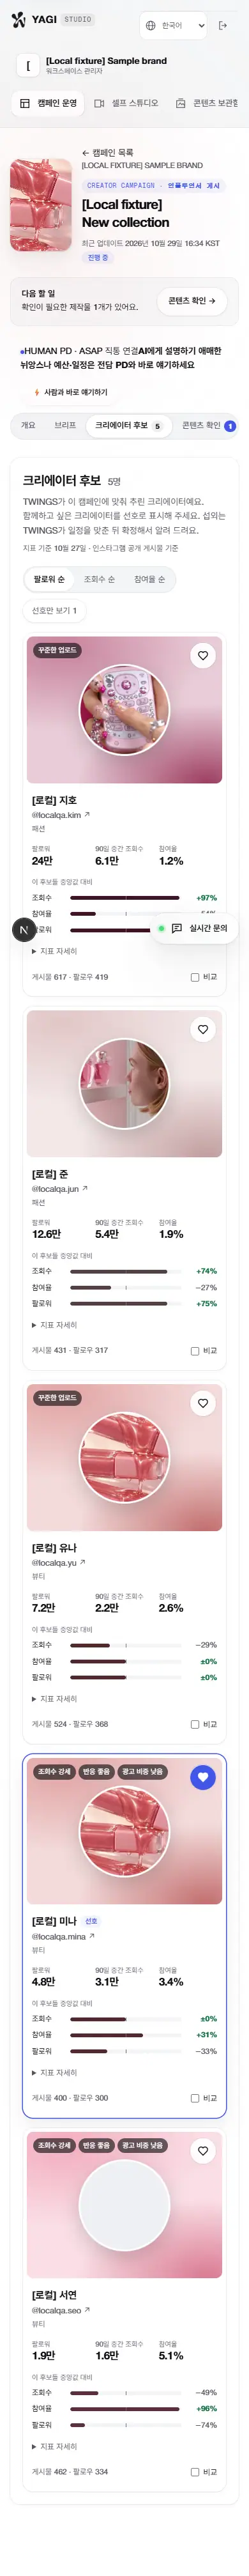 YAGI STUDIO
한국어
[
[Local fixture] Sample brand
워크스페이스 관리자
캠페인 운영
셀프 스튜디오
콘텐츠 보관함
← 캠페인 목록
[LOCAL FIXTURE] SAMPLE BRAND
CREATOR CAMPAIGN · 인플루언서 게시
[Local fixture]
New collection
최근 업데이트 2026년 10월 29일 16:34 KST
진행 중
다음 할 일
확인이 필요한 제작물 1개가 있어요.
콘텐츠 확인 →
HUMAN PD · ASAP 직통 연결AI에게 설명하기 애매한
뉘앙스나 예산·일정은 전담 PD와 바로 얘기하세요
사람과 바로 얘기하기
개요
브리프
크리에이터 후보 5
콘텐츠 확인 1
크리에이터 후보 5명
TWINGS가 이 캠페인에 맞춰 추린 크리에이터예요.
함께하고 싶은 크리에이터를 선호로 표시해 주세요. 섭외는
TWINGS가 일정을 맞춘 뒤 확정해서 알려 드려요.
지표 기준 10월 27일 · 인스타그램 공개 게시물 기준
팔로워 순
조회수 순
참여율 순
선호만 보기 1
꾸준한 업로드
[로컬] 지호
@localqa.kim ↗
패션
팔로워 90일 중간 조회수 참여율
24만 6.1만 1.2%
이 후보들 중앙값 대비
조회수 +97%
참여율
팔로워
실시간 문의
N
▶ 지표 자세히
게시물 617 · 팔로우 419
비교
[로컬] 준
@localqa.jun ↗
패션
팔로워 90일 중간 조회수 참여율
12.6만 5.4만 1.9%
이 후보들 중앙값 대비
조회수 +74%
참여율 −27%
팔로워 +75%
▶ 지표 자세히
게시물 431 · 팔로우 317
비교
꾸준한 업로드
[로컬] 유나
@localqa.yu ↗
뷰티
팔로워 90일 중간 조회수 참여율
7.2만 2.2만 2.6%
이 후보들 중앙값 대비
조회수 −29%
참여율 ±0%
팔로워 ±0%
▶ 지표 자세히
게시물 524 · 팔로우 368
비교
조회수 강세 반응 좋음 광고 비중 낮음
[로컬] 미나 선호
@localqa.mina ↗
뷰티
팔로워 90일 중간 조회수 참여율
4.8만 3.1만 3.4%
이 후보들 중앙값 대비
조회수 ±0%
참여율 +31%
팔로워 −33%
▶ 지표 자세히
게시물 400 · 팔로우 300
비교
조회수 강세 반응 좋음 광고 비중 낮음
[로컬] 서연
@localqa.seo ↗
뷰티
팔로워 90일 중간 조회수 참여율
1.9만 1.6만 5.1%
이 후보들 중앙값 대비
조회수 −49%
참여율 +96%
팔로워 −74%
▶ 지표 자세히
게시물 462 · 팔로우 334
비교